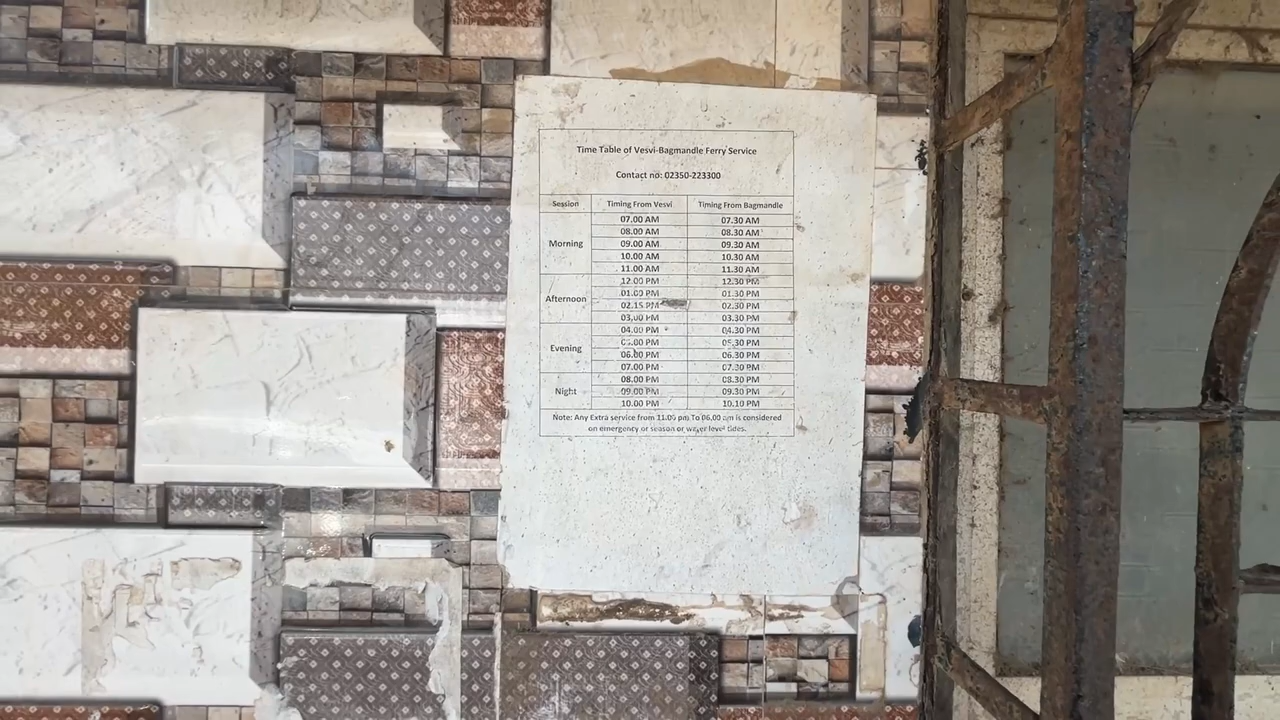 Time Table of Vesvi-Bagmandle Ferry Service
Contact no: 02350-223300
Session Timing From Vesvi Timing From Bagmandle
Morning
07.00 AM 07.30 AM
08.00 AM 08.30 AM
09.00 AM 09.30 AM
10.00 AM 10.30 AM
11.00 AM 11.30 AM
Afternoon
12.00 PM 12.30 PM
01.00 PM 01.30 PM
02.15 PM 02.30 PM
03.00 PM 03.30 PM
Evening
04.00 PM 04.30 PM
05.00 PM 05.30 PM
06.00 PM 06.30 PM
07.00 PM 07.30 PM
Night
08.00 PM 08.30 PM
09.00 PM 09.30 PM
10.00 PM 10.10 PM
Note: Any Extra service from 11.00 pm To 06.00 am is considered
on emergency or season or water level tides.